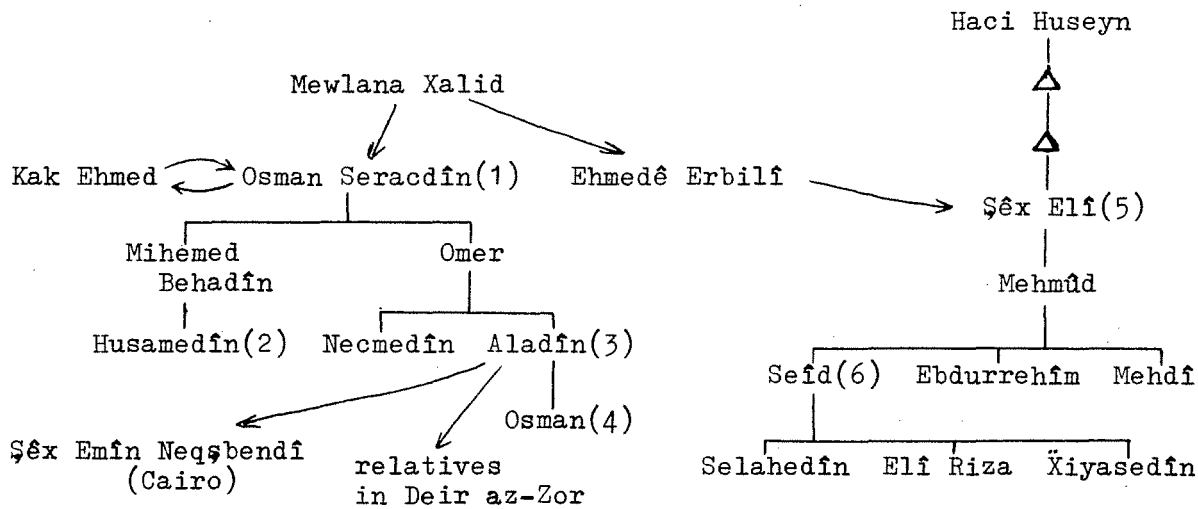 Haci Huseyn
Mewlana Xalid
Kak Ehmed Osman Seracdîn(1) Ehmedê Erbilî
Şêx Elî(5)
Mihemed Omer
Behadîn
Mehmûd
Husamedîn(2) Necmedîn Aladîn(3)
Seîd(6) Ebdurrehîm Mehdî
Osman(4)
Şêx Emîn Neqşbendî
(Cairo)
relatives
in Deir az-Zor
Selahedîn Elî Riza Ẍiyasedîn